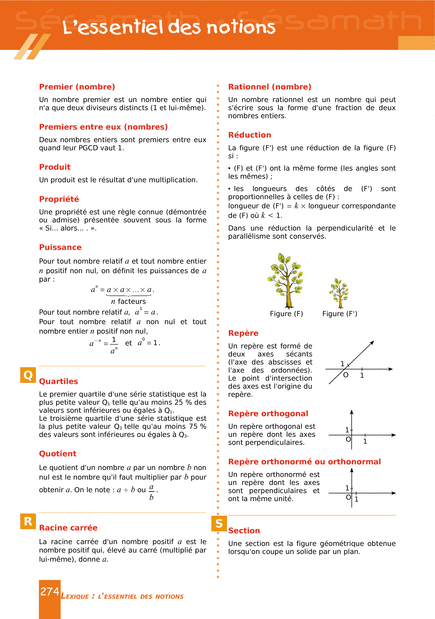 Sésamath Sésamath
L'essentiel des notions
Premier (nombre)
Un nombre premier est un nombre entier qui
n'a que deux diviseurs distincts (1 et lui-même).
Premiers entre eux (nombres)
Deux nombres entiers sont premiers entre eux
quand leur PGCD vaut 1.
Produit
Un produit est le résultat d'une multiplication.
Propriété
Une propriété est une règle connue (démontrée
ou admise) présentée souvent sous la forme
« Si... alors... . ».
Puissance
Pour tout nombre relatif a et tout nombre entier
n positif non nul, on définit les puissances de a
par :
aⁿ = a × a × ... × a.
n facteurs
Pour tout nombre relatif a, a¹ = a.
Pour tout nombre relatif a non nul et tout
nombre entier n positif non nul,
a⁻ⁿ = 1/aⁿ et a⁰ = 1.
Q
Quartiles
Le premier quartile d'une série statistique est la
plus petite valeur Q₁ telle qu'au moins 25 % des
valeurs sont inférieures ou égales à Q₁.
Le troisième quartile d'une série statistique est
la plus petite valeur Q₃ telle qu'au moins 75 %
des valeurs sont inférieures ou égales à Q₃.
Quotient
Le quotient d'un nombre a par un nombre b non
nul est le nombre qu'il faut multiplier par b pour
obtenir a. On le note : a ÷ b ou a/b.
R
Racine carrée
La racine carrée d'un nombre positif a est le
nombre positif qui, élevé au carré (multiplié par
lui-même), donne a.
Rationnel (nombre)
Un nombre rationnel est un nombre qui peut
s'écrire sous la forme d'une fraction de deux
nombres entiers.
Réduction
La figure (F') est une réduction de la figure (F)
si :
• (F) et (F') ont la même forme (les angles sont
les mêmes) ;
• les longueurs des côtés de (F') sont
proportionnelles à celles de (F) :
longueur de (F') = k × longueur correspondante
de (F) où k < 1.
Dans une réduction la perpendicularité et le
parallélisme sont conservés.
Figure (F) Figure (F')
Repère
Un repère est formé de
deux axes sécants
(l'axe des abscisses et
l'axe des ordonnées).
Le point d'intersection
des axes est l'origine du
repère.
1
O 1
Repère orthogonal
Un repère orthogonal est
un repère dont les axes
sont perpendiculaires.
1
O 1
Repère orthonormé ou orthonormal
Un repère orthonormé est
un repère dont les axes
sont perpendiculaires et
ont la même unité.
1
O 1
S
Section
Une section est la figure géométrique obtenue
lorsqu'on coupe un solide par un plan.
274 LEXIQUE : L'ESSENTIEL DES NOTIONS